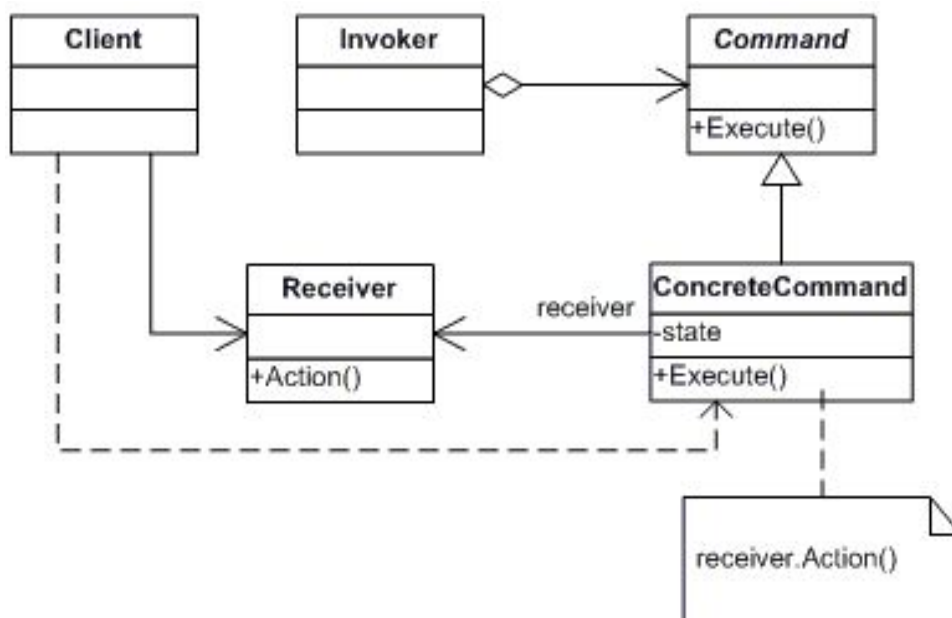 Client
Invoker
Command
+Execute()
Receiver
+Action()
receiver
ConcreteCommand
-state
+Execute()
receiver.Action()